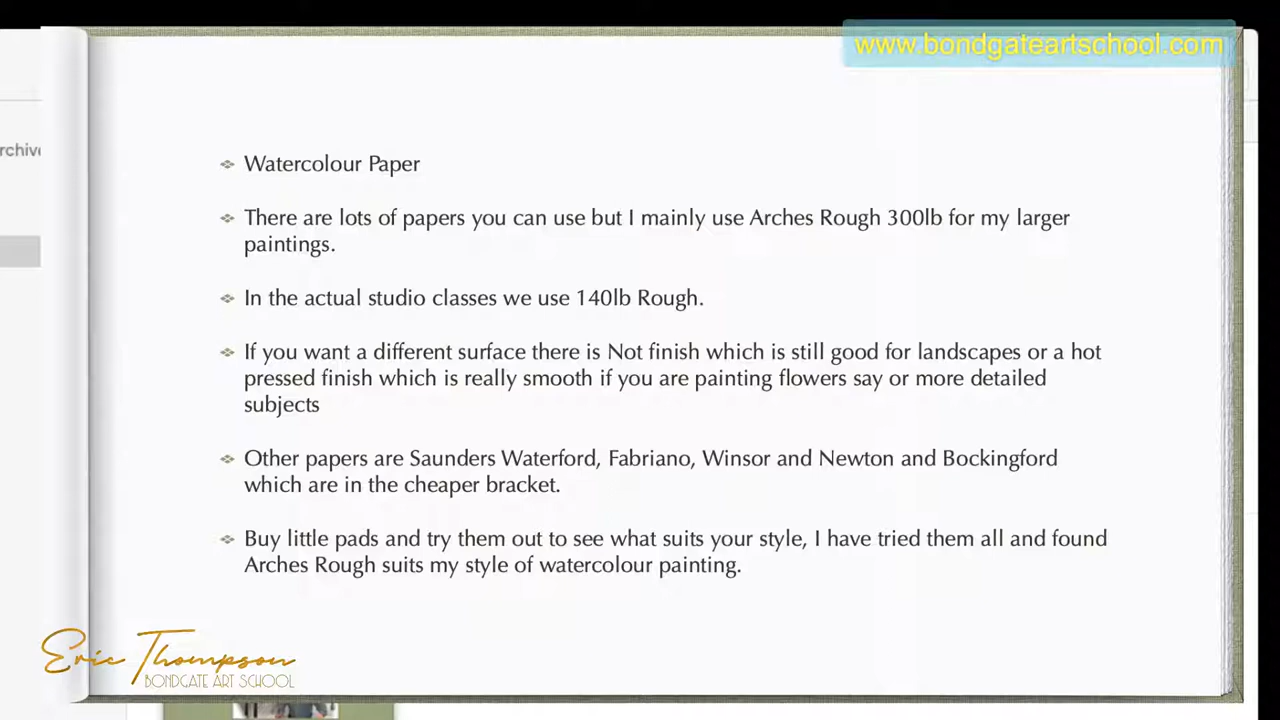 www.bondgateartschool.com
rchive
Watercolour Paper
There are lots of papers you can use but I mainly use Arches Rough 300lb for my larger
paintings.
In the actual studio classes we use 140lb Rough.
If you want a different surface there is Not finish which is still good for landscapes or a hot
pressed finish which is really smooth if you are painting flowers say or more detailed
subjects
Other papers are Saunders Waterford, Fabriano, Winsor and Newton and Bockingford
which are in the cheaper bracket.
Buy little pads and try them out to see what suits your style, I have tried them all and found
Arches Rough suits my style of watercolour painting.
Eric Thompson
BONDGATE ART SCHOOL